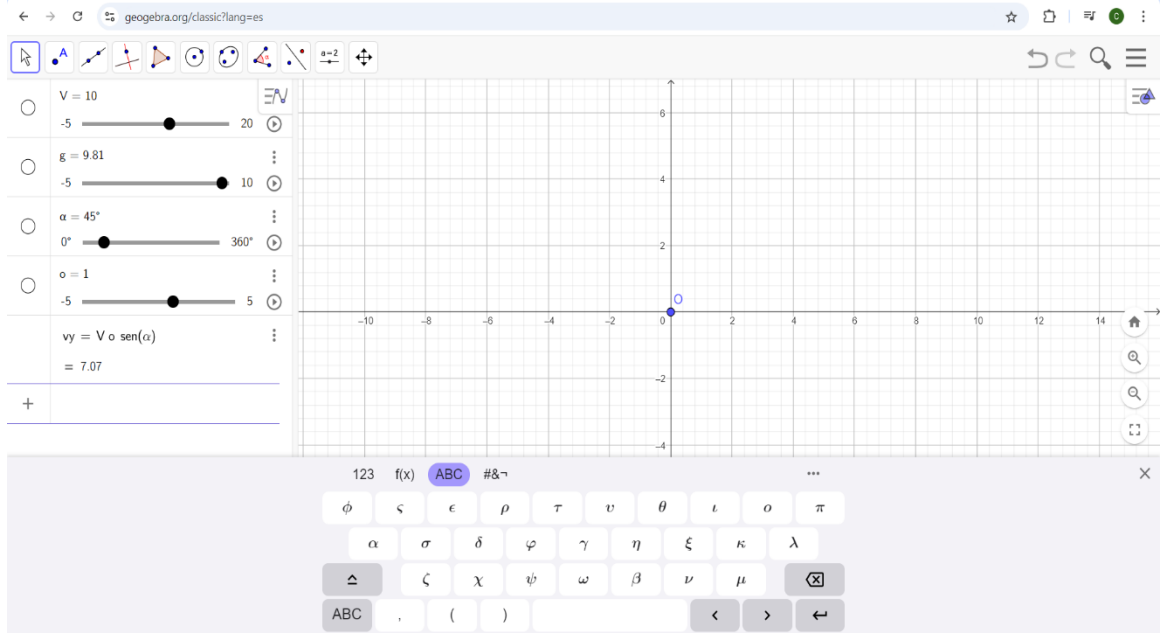 geogebra.org/classic?lang=es
C
A
a=2
V = 10
-5 20
g = 9.81
-5 10
α = 45°
0° 360°
o = 1
-5 5
vy = V o sen(α)
= 7.07
+
6
4
2
O
-10 -8 -6 -4 -2 0 2 4 6 8 10 12 14
-2
-4
123 f(x) ABC #&¬ ...
ϕ ς ϵ ρ τ υ θ ι ο π
α σ δ φ γ η ξ κ λ
ζ χ ψ ω β ν μ
ABC , ( ) < >